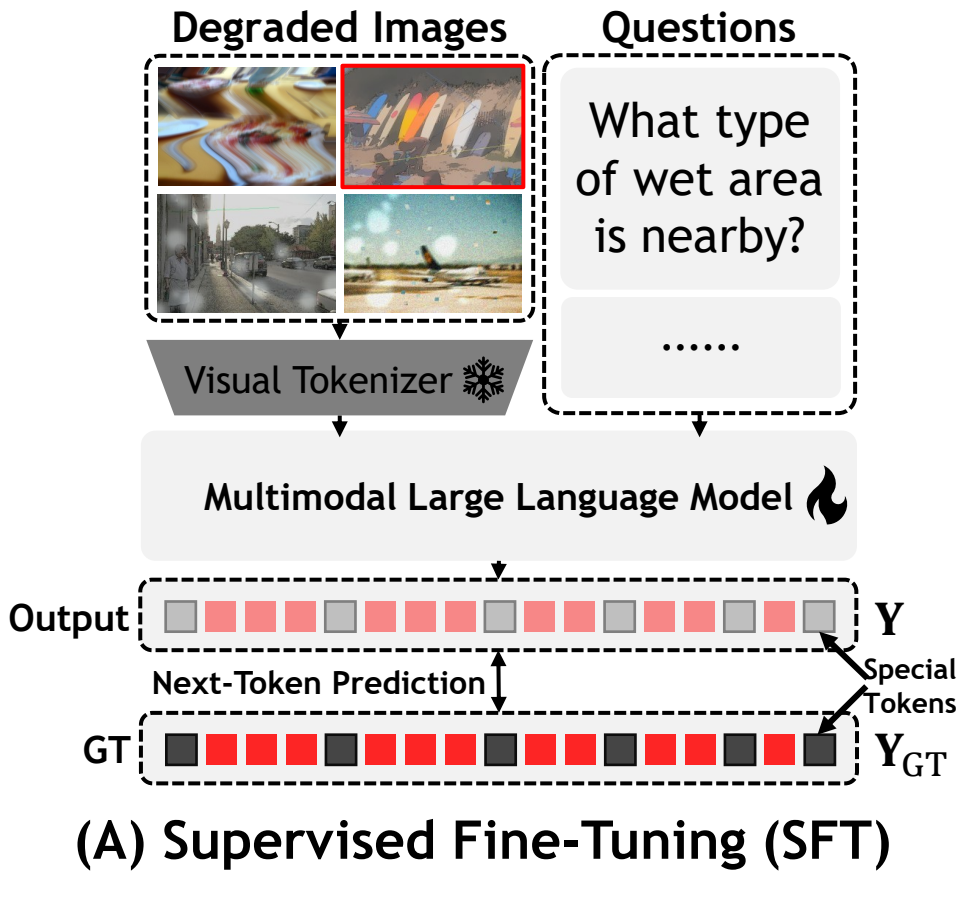 Degraded Images
Questions
What type
of wet area
is nearby?
......
Visual Tokenizer
Multimodal Large Language Model
Output
Y
Next-Token Prediction
Special
Tokens
GT
Y_GT
(A) Supervised Fine-Tuning (SFT)